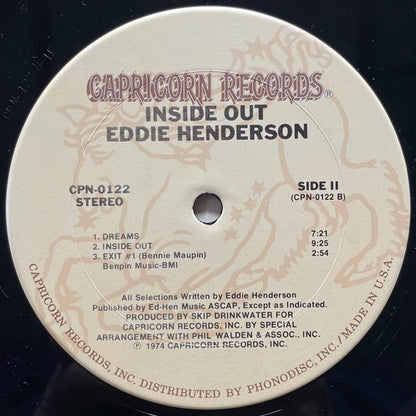 CAPRICORN RECORDS®
INSIDE OUT
EDDIE HENDERSON
CPN-0122
STEREO
SIDE II
(CPN-0122 B)
1. DREAMS 7:21
2. INSIDE OUT 9:25
3. EXIT #1 (Bennie Maupin) 2:54
Benpin Music-BMI
All Selections Written by Eddie Henderson
Published by Ed-Hen Music ASCAP, Except as Indicated.
PRODUCED BY SKIP DRINKWATER FOR
CAPRICORN RECORDS, INC. BY SPECIAL
ARRANGEMENT WITH PHIL WALDEN & ASSOC., INC.
℗ 1974 CAPRICORN RECORDS, INC.
CAPRICORN RECORDS, INC. DISTRIBUTED BY PHONODISC, INC./MADE IN U.S.A.